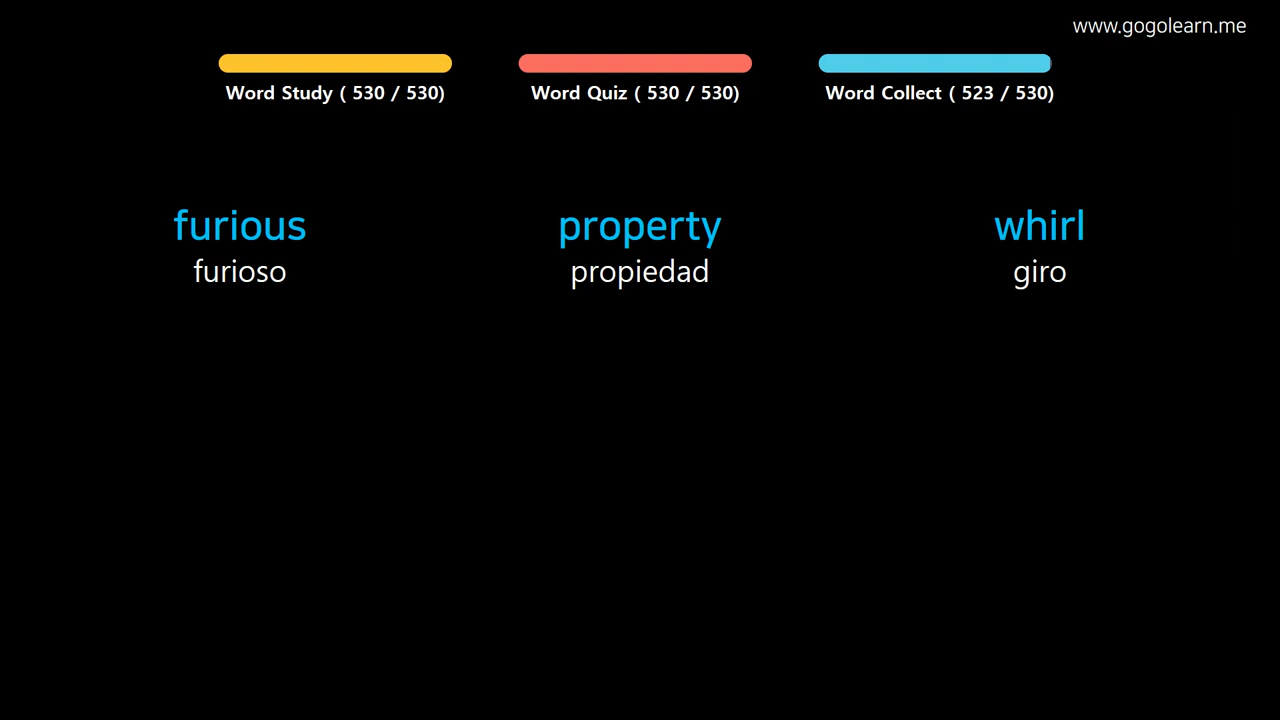 www.gogolearn.me
Word Study ( 530 / 530)
Word Quiz ( 530 / 530)
Word Collect ( 523 / 530)
furious
furioso
property
propiedad
whirl
giro